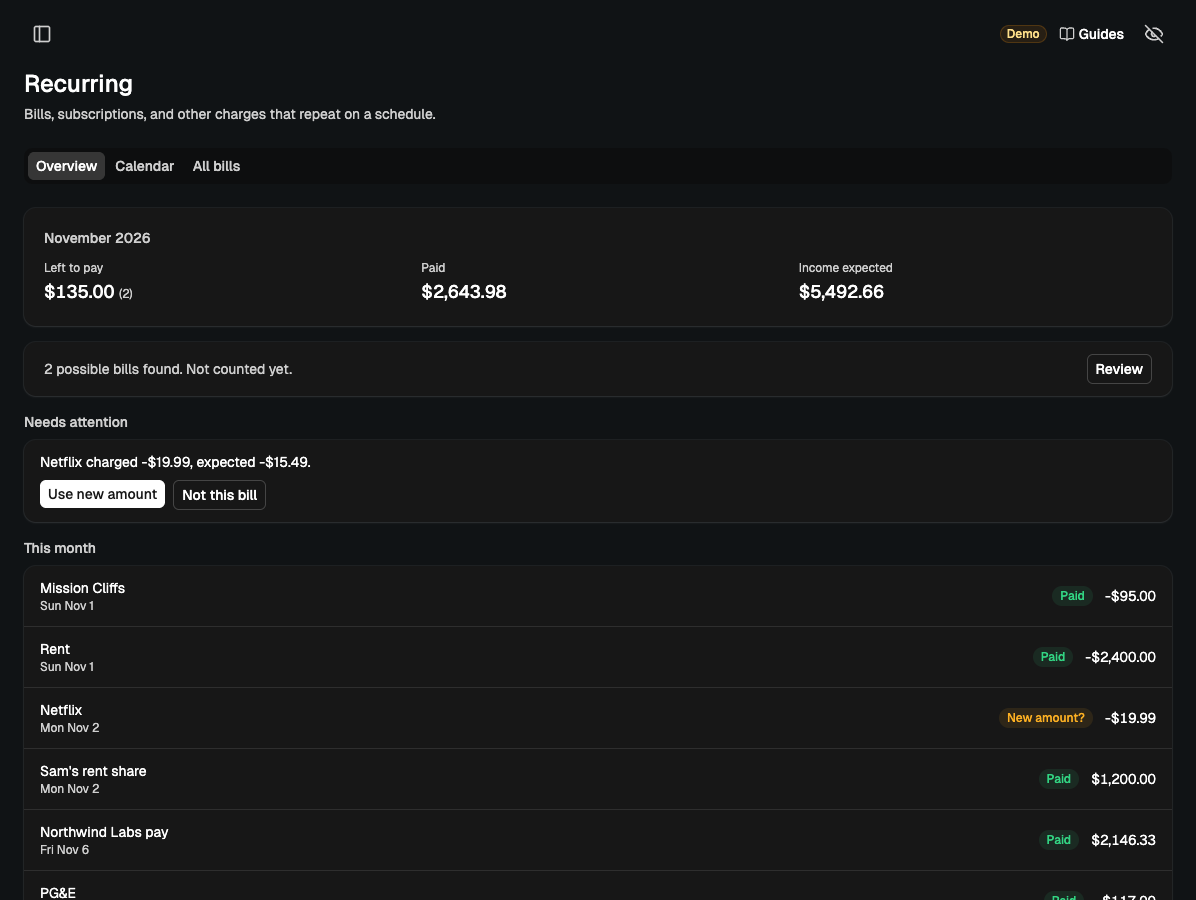 Demo
Guides
Recurring
Bills, subscriptions, and other charges that repeat on a schedule.
Overview Calendar All bills
November 2026
Left to pay Paid Income expected
$135.00 (2) $2,643.98 $5,492.66
2 possible bills found. Not counted yet. Review
Needs attention
Netflix charged -$19.99, expected -$15.49.
Use new amount Not this bill
This month
Mission Cliffs
Sun Nov 1
Paid -$95.00
Rent
Sun Nov 1
Paid -$2,400.00
Netflix
Mon Nov 2
New amount? -$19.99
Sam's rent share
Mon Nov 2
Paid $1,200.00
Northwind Labs pay
Fri Nov 6
Paid $2,146.33
PG&E
Paid